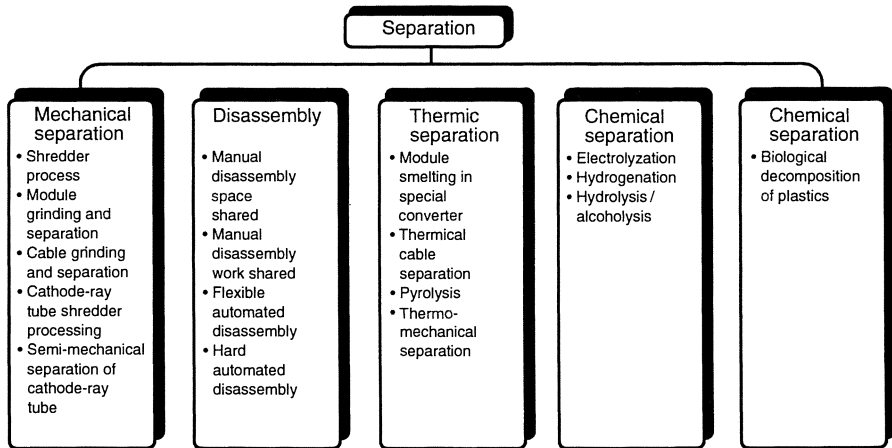 Separation
Mechanical
separation
• Shredder
process
• Module
grinding and
separation
• Cable grinding
and separation
• Cathode-ray
tube shredder
processing
• Semi-mechanical
separation of
cathode-ray
tube
Disassembly
• Manual
disassembly
space
shared
• Manual
disassembly
work shared
• Flexible
automated
disassembly
• Hard
automated
disassembly
Thermic
separation
• Module
smelting in
special
converter
• Thermical
cable
separation
• Pyrolysis
• Thermo-
mechanical
separation
Chemical
separation
• Electrolyzation
• Hydrogenation
• Hydrolysis /
alcoholysis
Chemical
separation
• Biological
decomposition
of plastics